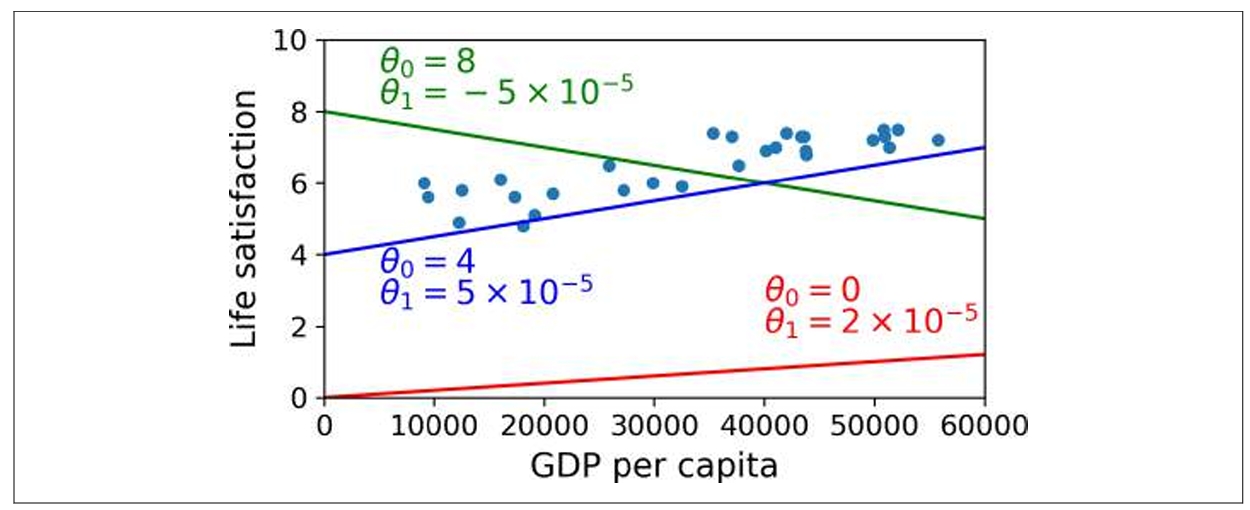 10
θ₀ = 8
θ₁ = −5 × 10⁻⁵
8
6
4
θ₀ = 4
θ₁ = 5 × 10⁻⁵
θ₀ = 0
θ₁ = 2 × 10⁻⁵
2
0
Life satisfaction
0 10000 20000 30000 40000 50000 60000
GDP per capita